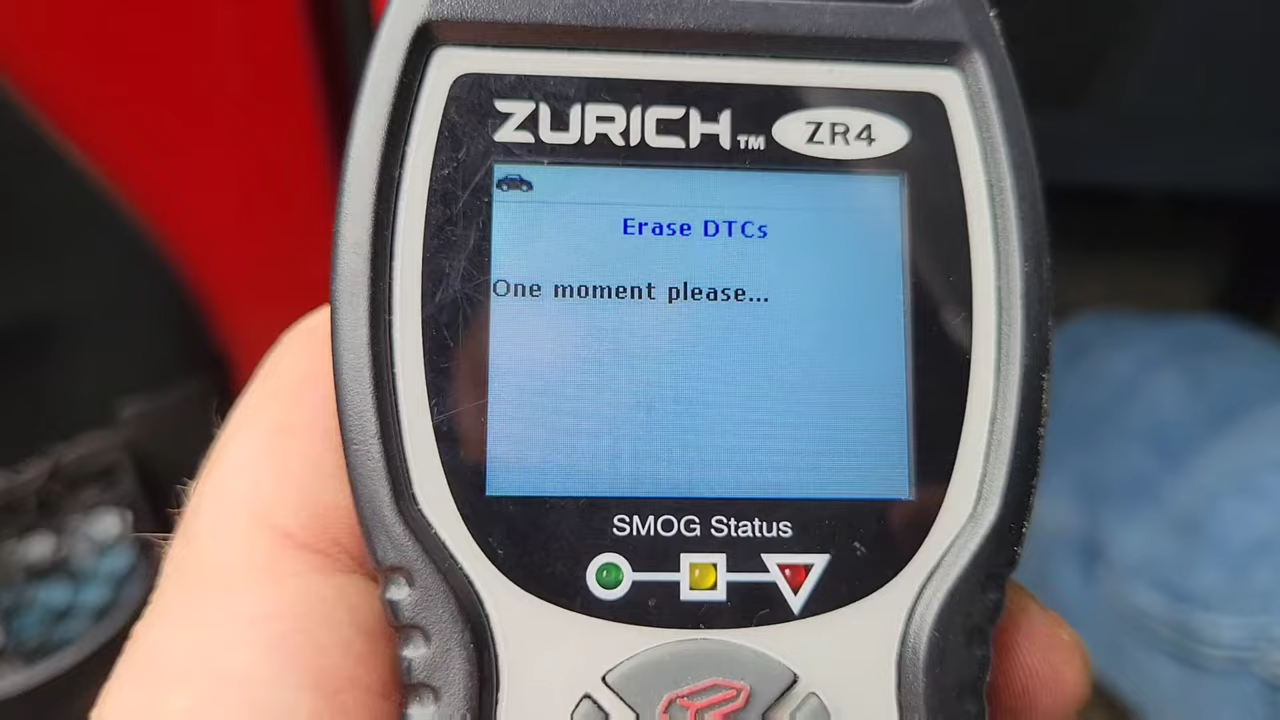 ZURICH™ ZR4
Erase DTCs
One moment please...
SMOG Status